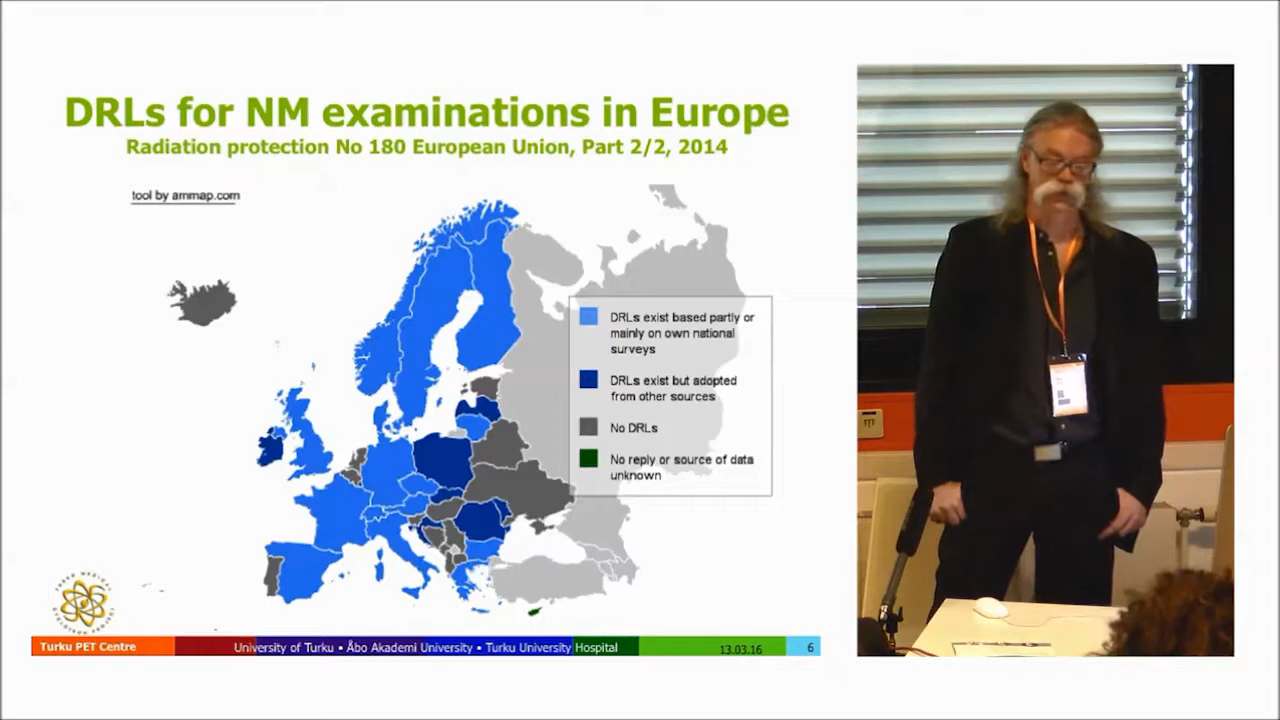 DRLs for NM examinations in Europe
Radiation protection No 180 European Union, Part 2/2, 2014
tool by ammap.com
DRLs exist based partly or
mainly on own national
surveys
DRLs exist but adopted
from other sources
No DRLs
No reply or source of data
unknown
Turku PET Centre
University of Turku • Åbo Akademi University • Turku University Hospital
13.03.16
6